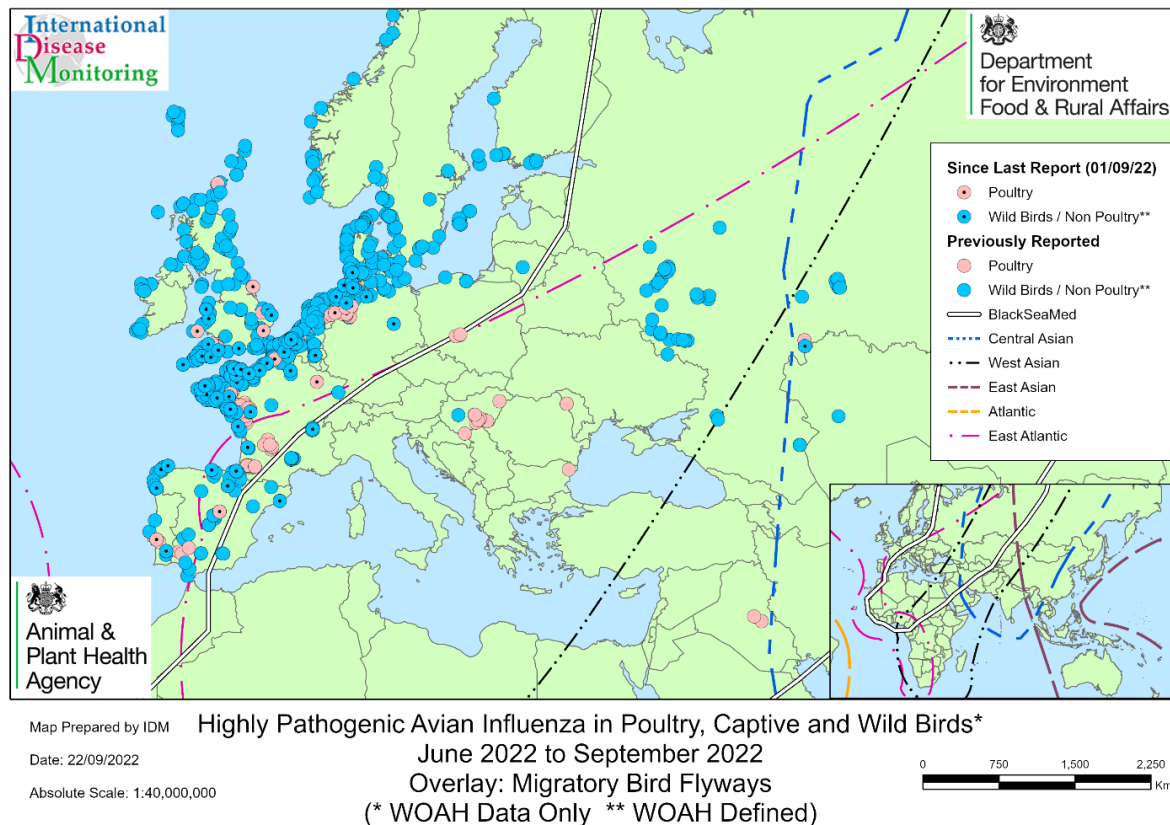 International
Disease
Monitoring
Department
for Environment
Food & Rural Affairs
Since Last Report (01/09/22)
Poultry
Wild Birds / Non Poultry**
Previously Reported
Poultry
Wild Birds / Non Poultry**
BlackSeaMed
Central Asian
West Asian
East Asian
Atlantic
East Atlantic
Animal &
Plant Health
Agency
Map Prepared by IDM
Date: 22/09/2022
Absolute Scale: 1:40,000,000
Highly Pathogenic Avian Influenza in Poultry, Captive and Wild Birds*
June 2022 to September 2022
Overlay: Migratory Bird Flyways
(* WOAH Data Only ** WOAH Defined)
0 750 1,500 2,250
Km